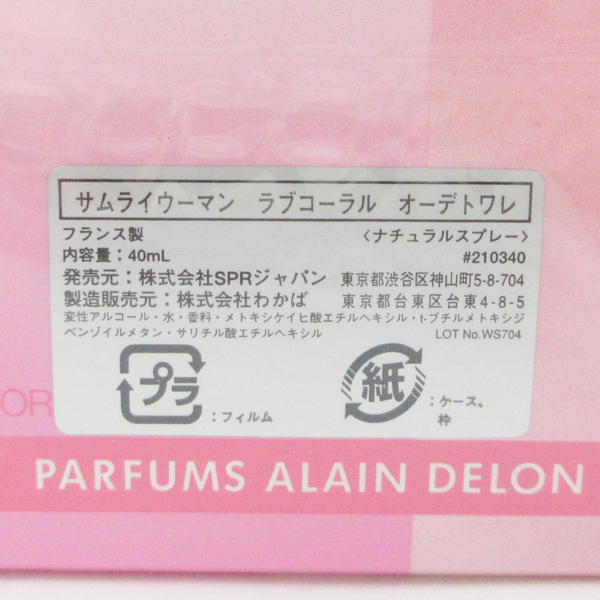 サムライウーマン ラブコーラル オーデトワレ
フランス製 〈ナチュラルスプレー〉
内容量：40mL #210340
発売元：株式会社SPRジャパン 東京都渋谷区神山町5-8-704
製造販売元：株式会社わかば 東京都台東区台東4-8-5
変性アルコール・水・香料・メトキシケイヒ酸エチルヘキシル・t-ブチルメトキシジ
ベンゾイルメタン・サリチル酸エチルヘキシル LOT No.WS704
プラ ：フィルム
紙 ：ケース、
枠
OR
PARFUMS ALAIN DELON